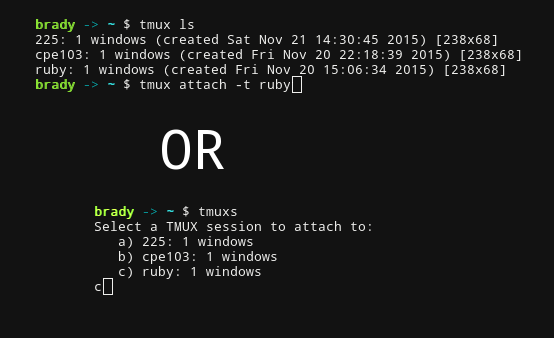 brady -> ~ $ tmux ls
225: 1 windows (created Sat Nov 21 14:30:45 2015) [238x68]
cpe103: 1 windows (created Fri Nov 20 22:18:39 2015) [238x68]
ruby: 1 windows (created Fri Nov 20 15:06:34 2015) [238x68]
brady -> ~ $ tmux attach -t ruby
OR
brady -> ~ $ tmuxs
Select a TMUX session to attach to:
a) 225: 1 windows
b) cpe103: 1 windows
c) ruby: 1 windows
c